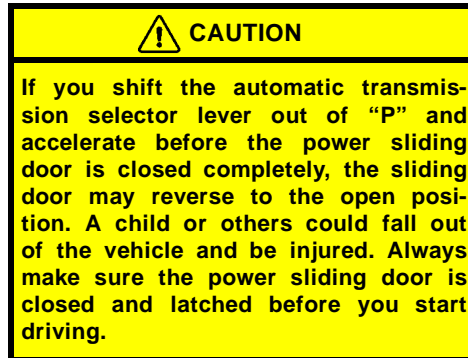 CAUTION
If you shift the automatic transmis-
sion selector lever out of “P” and
accelerate before the power sliding
door is closed completely, the sliding
door may reverse to the open posi-
tion. A child or others could fall out
of the vehicle and be injured. Always
make sure the power sliding door is
closed and latched before you start
driving.